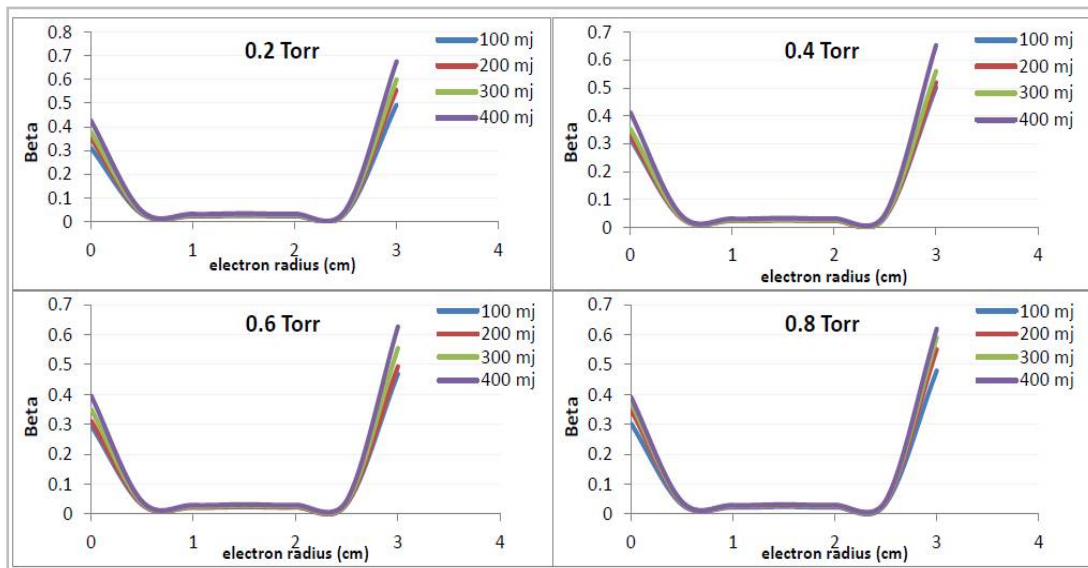 0.2 Torr
0.8
0.7
0.6
0.5
0.4
0.3
0.2
0.1
0
Beta
0 1 2 3 4
electron radius (cm)
100 mj
200 mj
300 mj
400 mj
0.4 Torr
0.7
0.6
0.5
0.4
0.3
0.2
0.1
0
Beta
0 1 2 3 4
electron radius (cm)
100 mj
200 mj
300 mj
400 mj
0.6 Torr
0.7
0.6
0.5
0.4
0.3
0.2
0.1
0
Beta
0 1 2 3 4
electron radius (cm)
100 mj
200 mj
300 mj
400 mj
0.8 Torr
0.7
0.6
0.5
0.4
0.3
0.2
0.1
0
Beta
0 1 2 3 4
electron radius (cm)
100 mj
200 mj
300 mj
400 mj